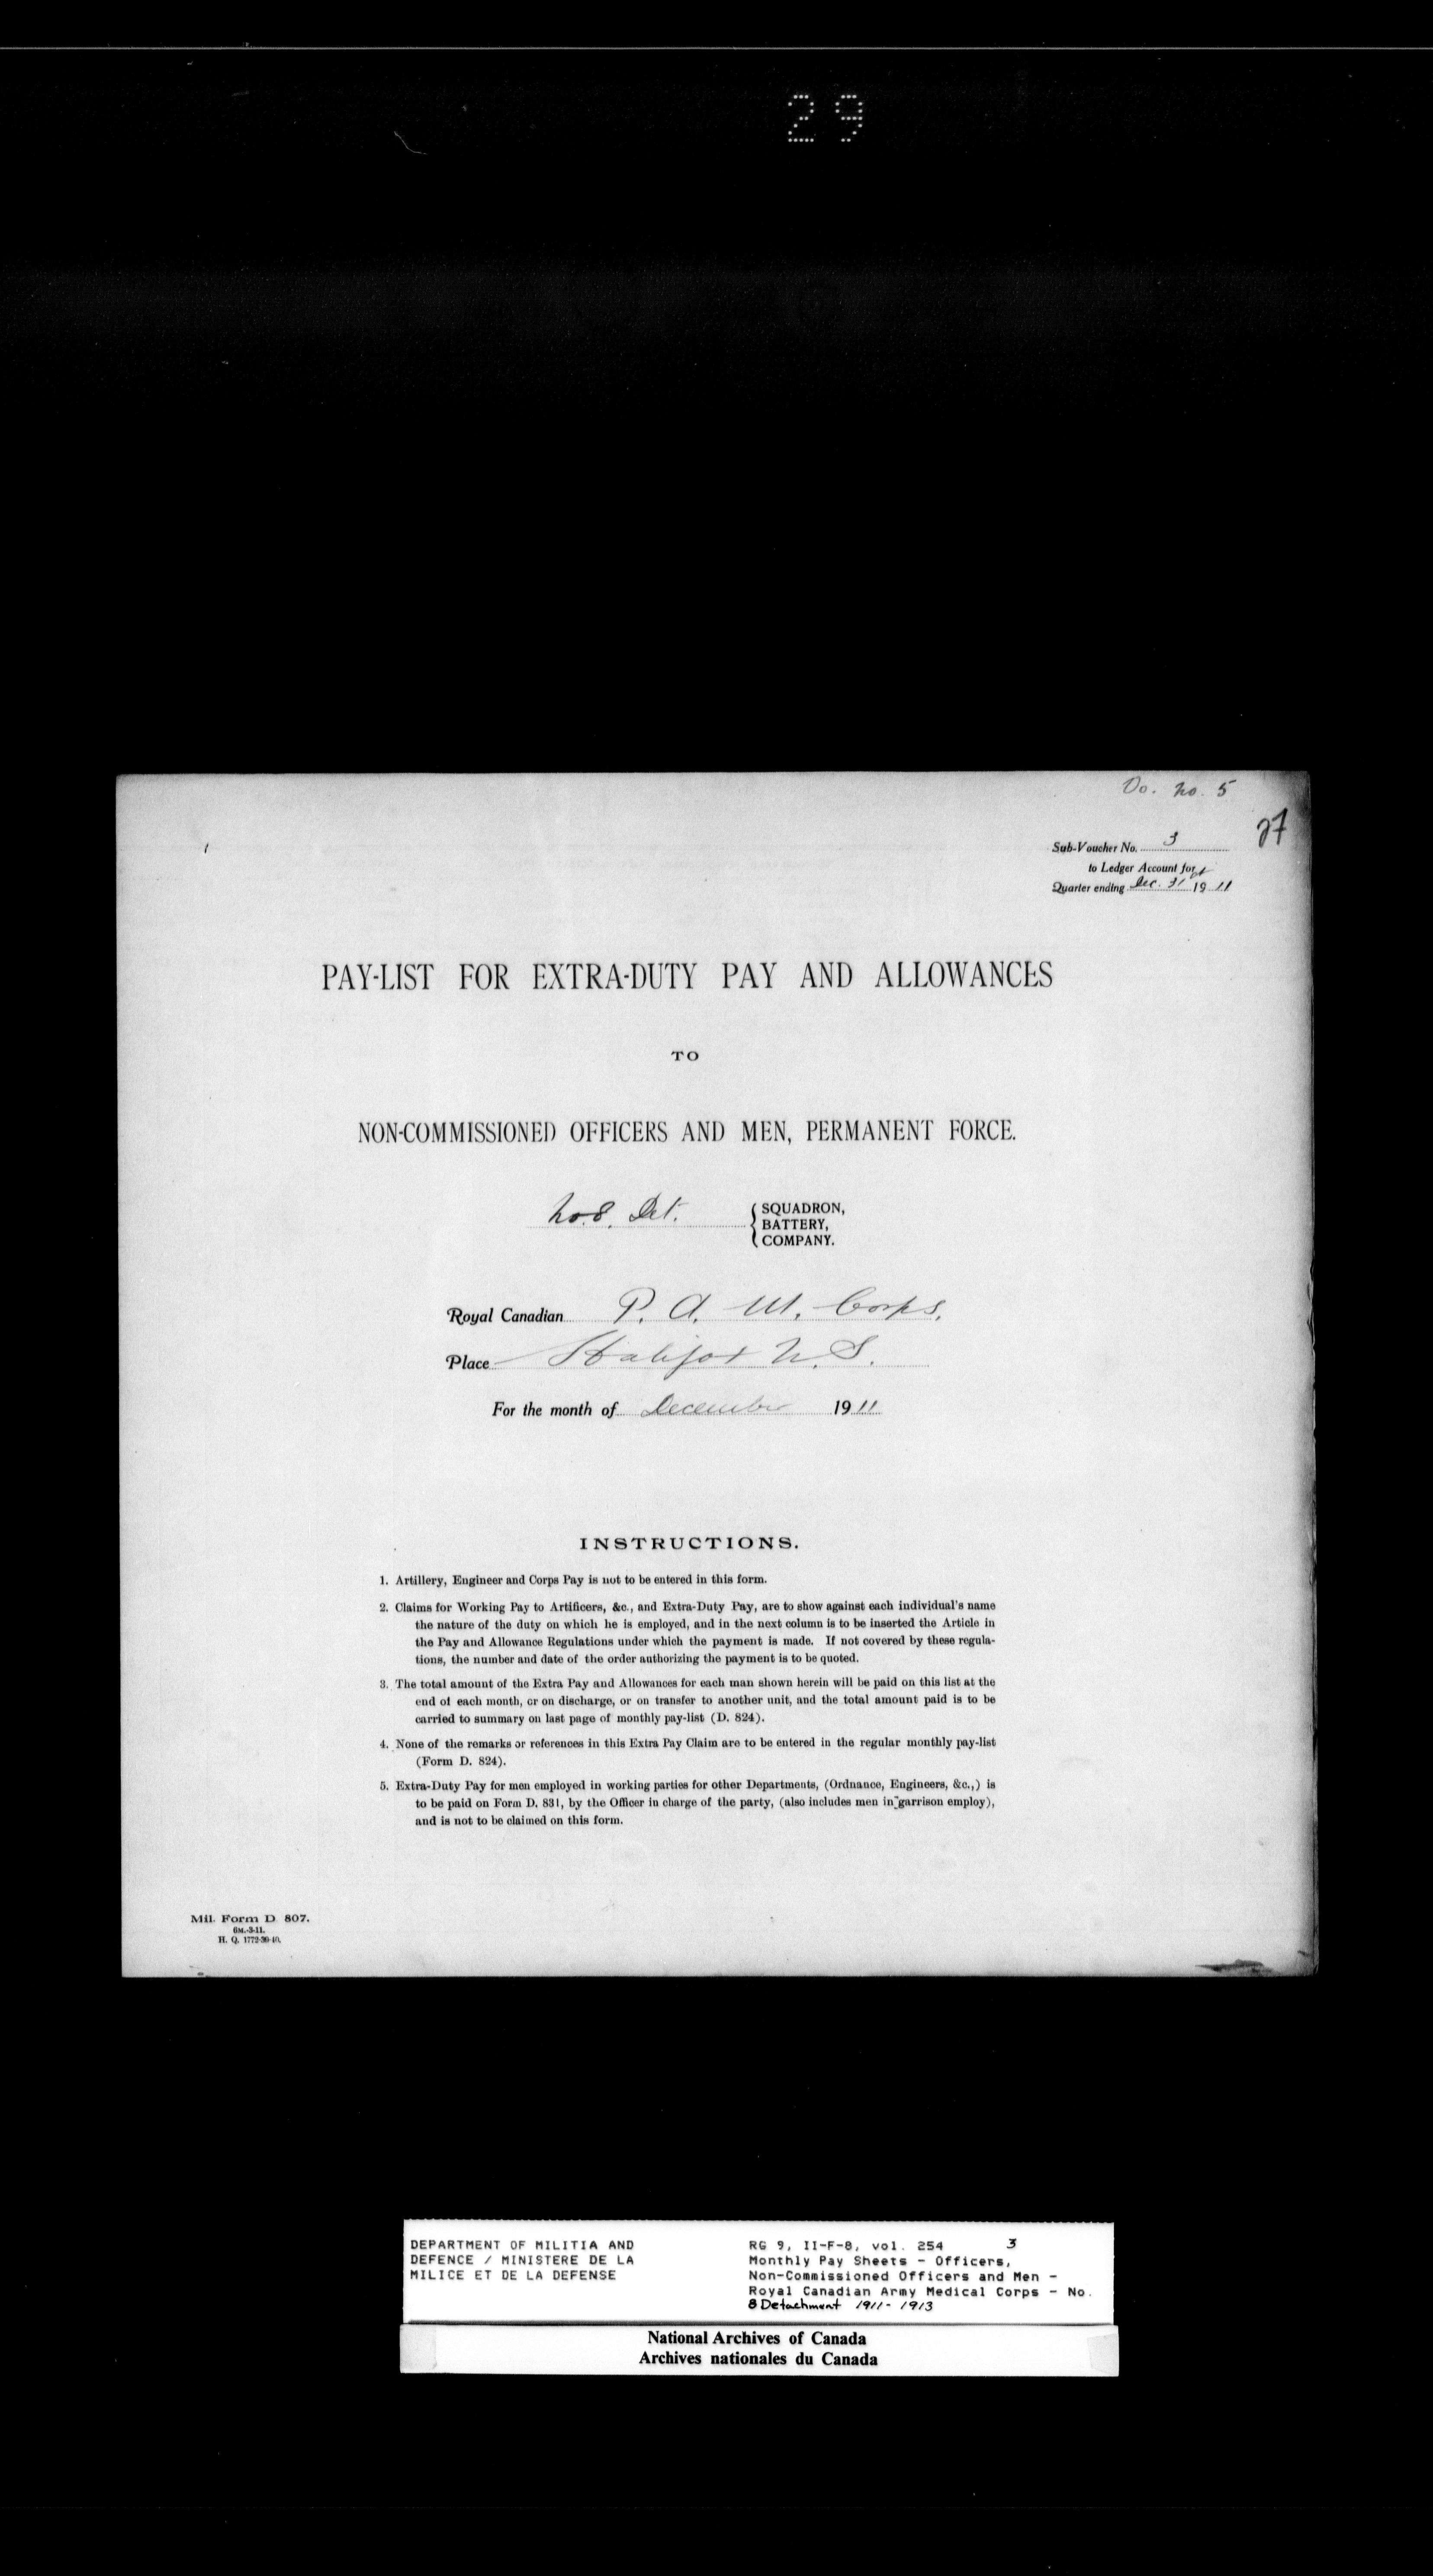 29
Vo. No. 5
27
Sub-Voucher No. 3
to Ledger Account for
Quarter ending Dec. 31st 1911
PAY-LIST FOR EXTRA-DUTY PAY AND ALLOWANCES
TO
NON-COMMISSIONED OFFICERS AND MEN, PERMANENT FORCE.
No. 8. Det. { SQUADRON,
BATTERY,
COMPANY.
Royal Canadian P. A. M. Corps.
Place Halifax N. S.
For the month of December 1911
INSTRUCTIONS.
1. Artillery, Engineer and Corps Pay is not to be entered in this form.
2. Claims for Working Pay to Artificers, &c., and Extra-Duty Pay, are to show against each individual's name
the nature of the duty on which he is employed, and in the next column is to be inserted the Article in
the Pay and Allowance Regulations under which the payment is made. If not covered by these regula-
tions, the number and date of the order authorizing the payment is to be quoted.
3. The total amount of the Extra Pay and Allowances for each man shown herein will be paid on this list at the
end of each month, or on discharge, or on transfer to another unit, and the total amount paid is to be
carried to summary on last page of monthly pay-list (D. 824).
4. None of the remarks or references in this Extra Pay Claim are to be entered in the regular monthly pay-list
(Form D. 824).
5. Extra-Duty Pay for men employed in working parties for other Departments, (Ordnance, Engineers, &c.,) is
to be paid on Form D. 831, by the Officer in charge of the party, (also includes men in garrison employ),
and is not to be claimed on this form.
Mil. Form D 807.
6M.-3-11.
H. Q. 1772-39-40.
DEPARTMENT OF MILITIA AND
DEFENCE / MINISTERE DE LA
MILICE ET DE LA DEFENSE
RG 9, II-F-8, vol. 254 3
Monthly Pay Sheets - Officers,
Non-Commissioned Officers and Men -
Royal Canadian Army Medical Corps - No.
8 Detachment 1911 - 1913
National Archives of Canada
Archives nationales du Canada